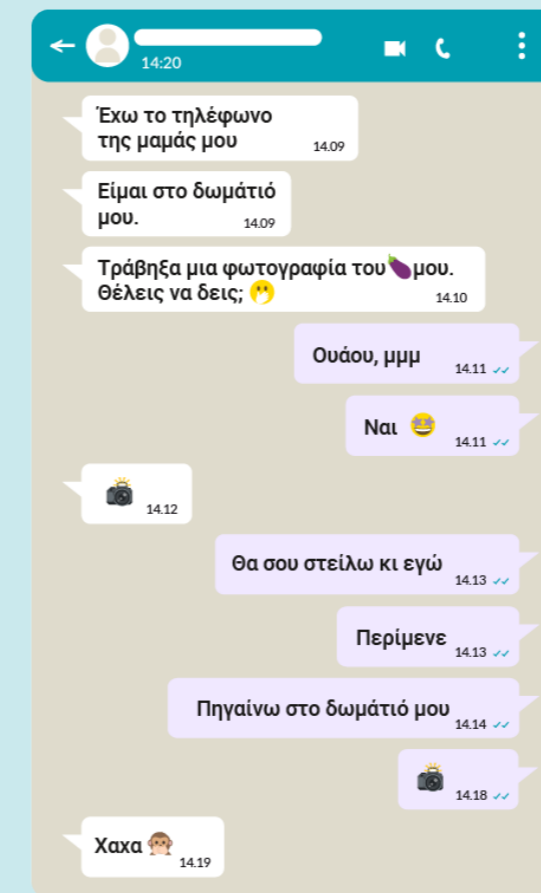 14:20
Έχω το τηλέφωνο
της μαμάς μου 14.09
Είμαι στο δωμάτιό
μου. 14.09
Τράβηξα μια φωτογραφία του🍆μου.
Θέλεις να δεις; 🫢 14.10
Ουάου, μμμ 14.11
Ναι 🤩 14.11
📸 14.12
Θα σου στείλω κι εγώ 14.13
Περίμενε 14.13
Πηγαίνω στο δωμάτιό μου 14.14
📸 14.18
Χαχα 🙊 14.19